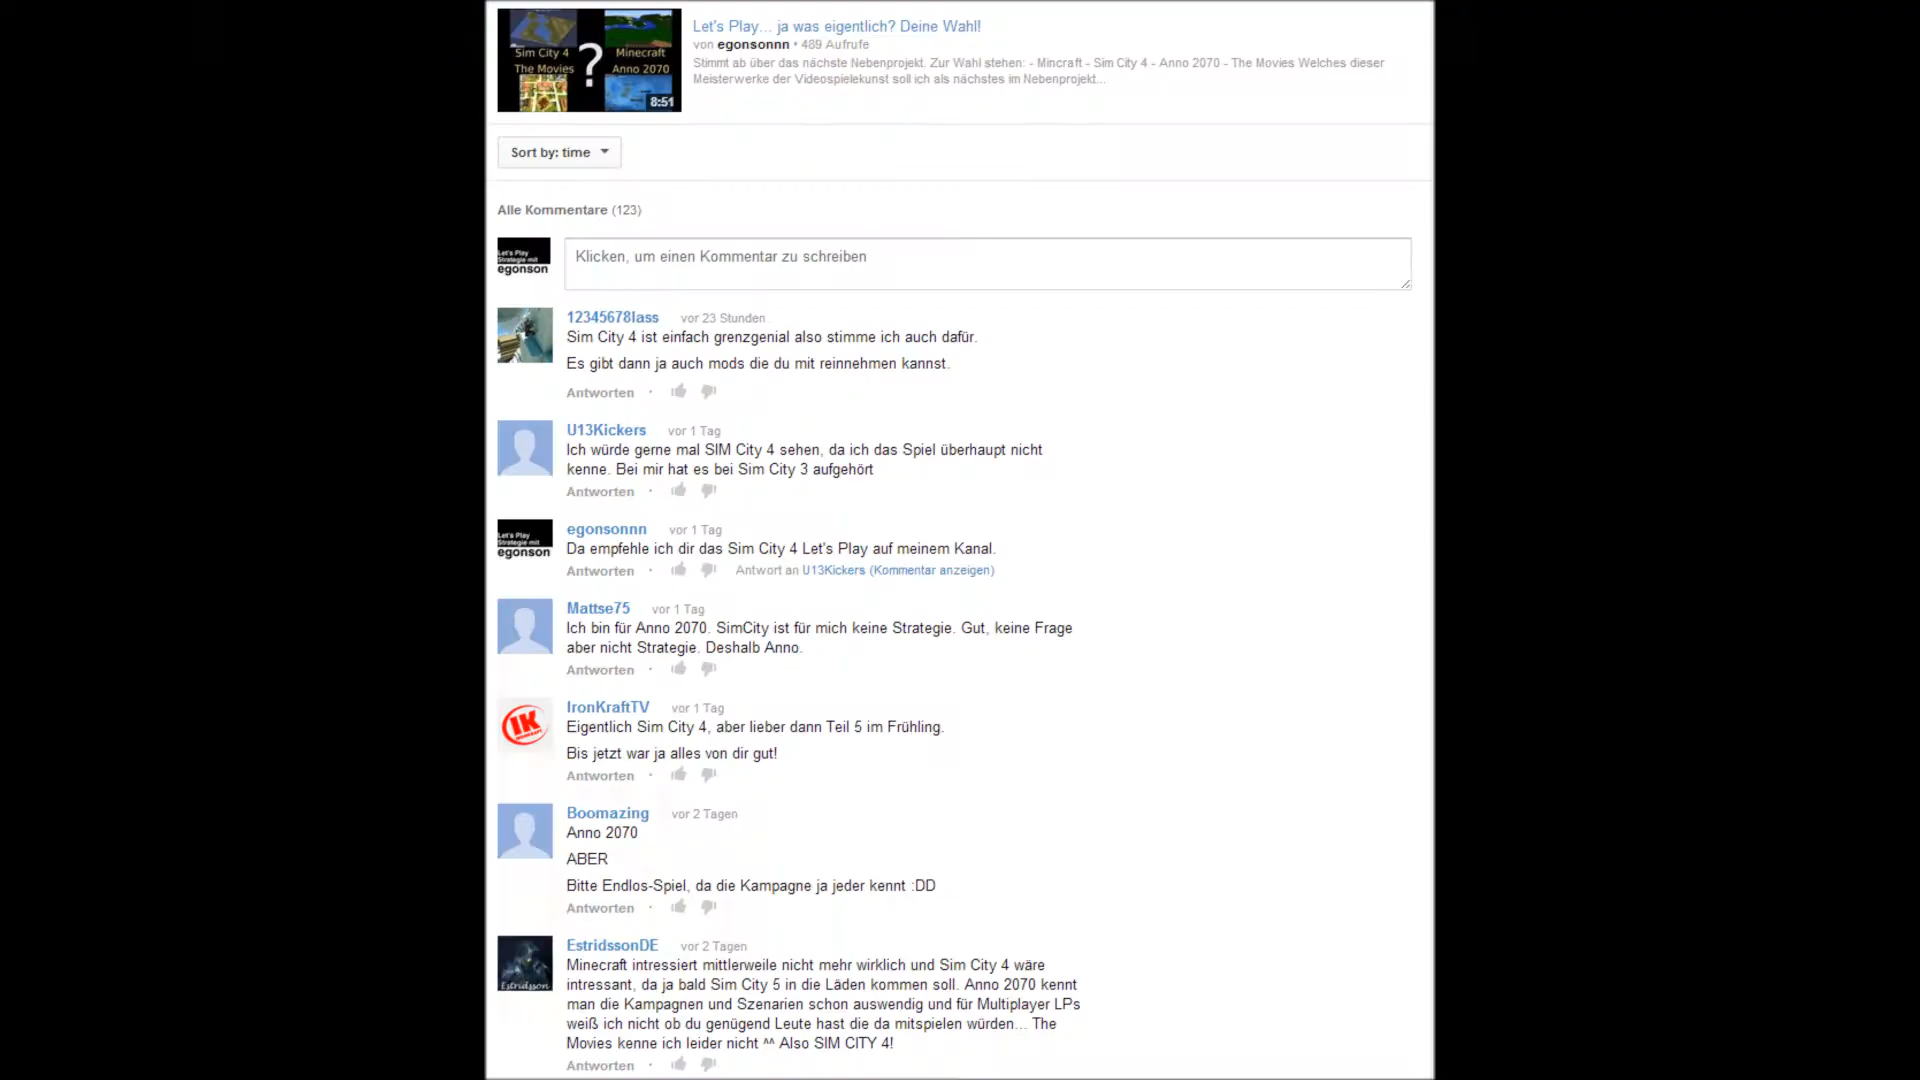 Sim City 4
Minecraft
?
The Movies
Anno 2070
8:51
Let's Play... ja was eigentlich? Deine Wahl!
von egonsonnn • 489 Aufrufe
Stimmt ab über das nächste Nebenprojekt. Zur Wahl stehen: - Mincraft - Sim City 4 - Anno 2070 - The Movies Welches dieser
Meisterwerke der Videospielekunst soll ich als nächstes im Nebenprojekt...
Sort by: time
Alle Kommentare (123)
Let's Play
Strategie mit
egonson
Klicken, um einen Kommentar zu schreiben
12345678lass vor 23 Stunden
Sim City 4 ist einfach grenzgenial also stimme ich auch dafür.
Es gibt dann ja auch mods die du mit reinnehmen kannst.
Antworten ·
U13Kickers vor 1 Tag
Ich würde gerne mal SIM City 4 sehen, da ich das Spiel überhaupt nicht
kenne. Bei mir hat es bei Sim City 3 aufgehört
Antworten ·
Let's Play
Strategie mit
egonson
egonsonnn vor 1 Tag
Da empfehle ich dir das Sim City 4 Let's Play auf meinem Kanal.
Antworten · Antwort an U13Kickers (Kommentar anzeigen)
Mattse75 vor 1 Tag
Ich bin für Anno 2070. SimCity ist für mich keine Strategie. Gut, keine Frage
aber nicht Strategie. Deshalb Anno.
Antworten ·
IK
IronKraftTV vor 1 Tag
Eigentlich Sim City 4, aber lieber dann Teil 5 im Frühling.
Bis jetzt war ja alles von dir gut!
Antworten ·
Boomazing vor 2 Tagen
Anno 2070
ABER
Bitte Endlos-Spiel, da die Kampagne ja jeder kennt :DD
Antworten ·
Estridsson
EstridssonDE vor 2 Tagen
Minecraft intressiert mittlerweile nicht mehr wirklich und Sim City 4 wäre
intressant, da ja bald Sim City 5 in die Läden kommen soll. Anno 2070 kennt
man die Kampagnen und Szenarien schon auswendig und für Multiplayer LPs
weiß ich nicht ob du genügend Leute hast die da mitspielen würden... The
Movies kenne ich leider nicht ^^ Also SIM CITY 4!
Antworten ·